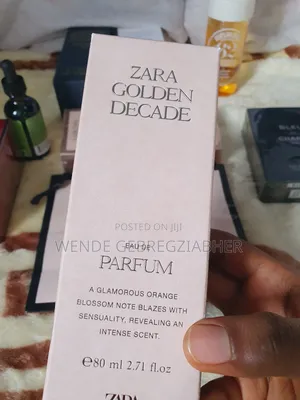 ZARA
GOLDEN
DECADE
POSTED ON JIJI
WENDE GEBREGZIABHER
EAU DE
PARFUM
A GLAMOROUS ORANGE
BLOSSOM NOTE BLAZES WITH
SENSUALITY, REVEALING AN
INTENSE SCENT.
e80 ml 2.71 fl.oz
ZARA